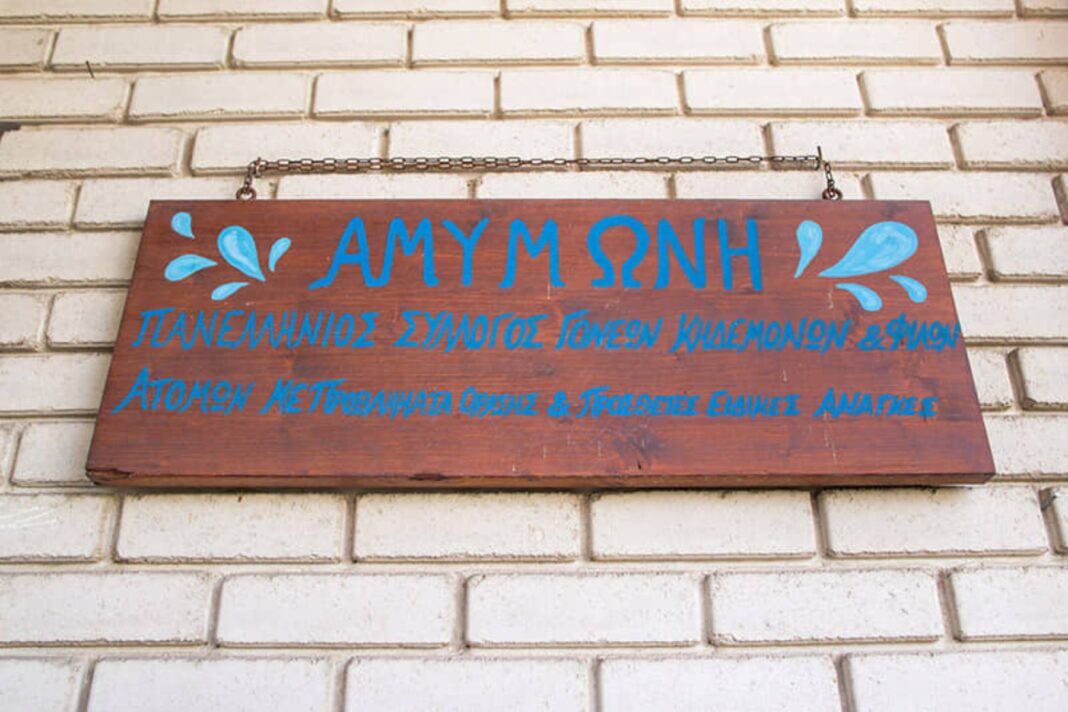 ΑΜΥΜΩΝΗ
ΠΑΝΕΛΛΗΝΙΟΣ ΣΥΛΛΟΓΟΣ ΓΟΝΕΩΝ ΚΗΔΕΜΟΝΩΝ & ΦΙΛΩΝ
ΑΤΟΜΩΝ ΜΕ ΠΡΟΒΛΗΜΑΤΑ ΟΡΑΣΗΣ & ΠΡΟΣΘΕΤΕΣ ΕΙΔΙΚΕΣ ΑΝΑΓΚΕΣ